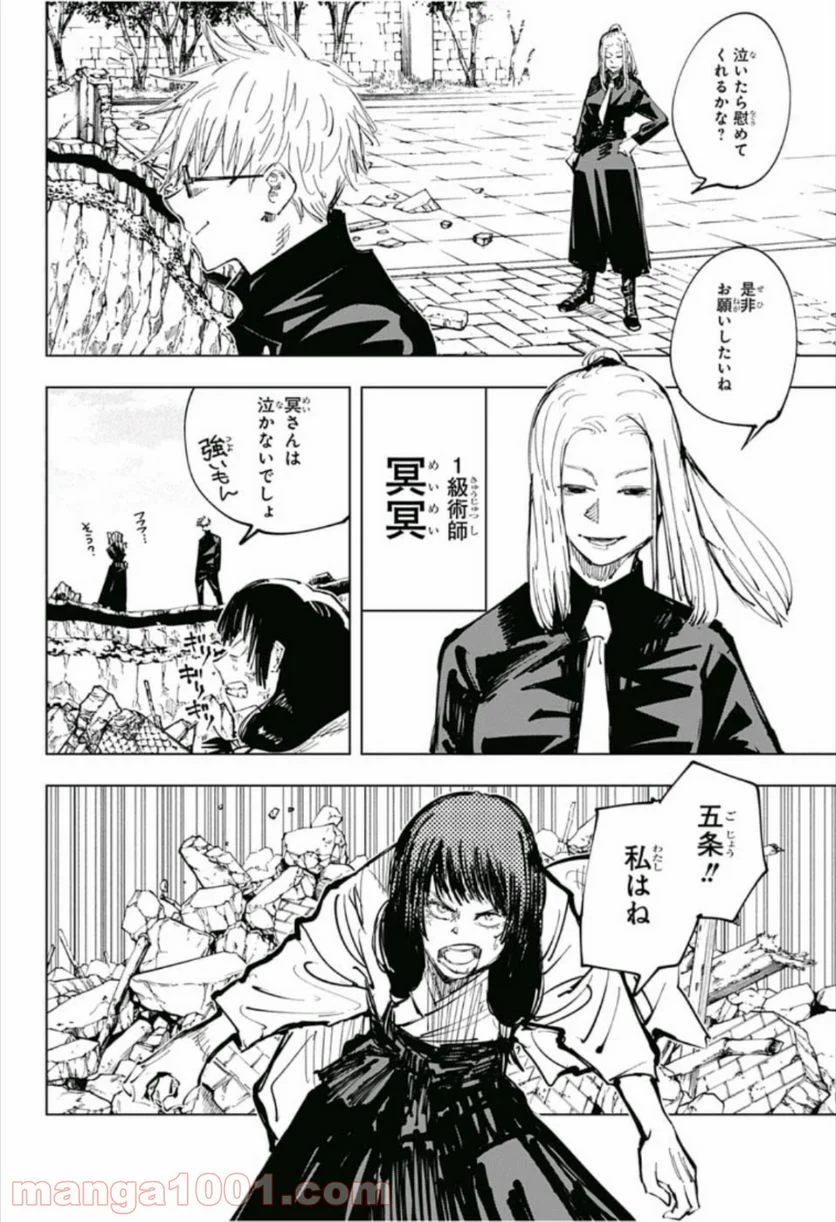 泣いたら慰めて
くれるかな?
是非
お願いしたいね
1級術師
冥冥
冥さんは
泣かないでしょ
強いもん
フフフ…
そう?
ギリ
ギリ
ギリ
五条!!
私はね
manga1001.com